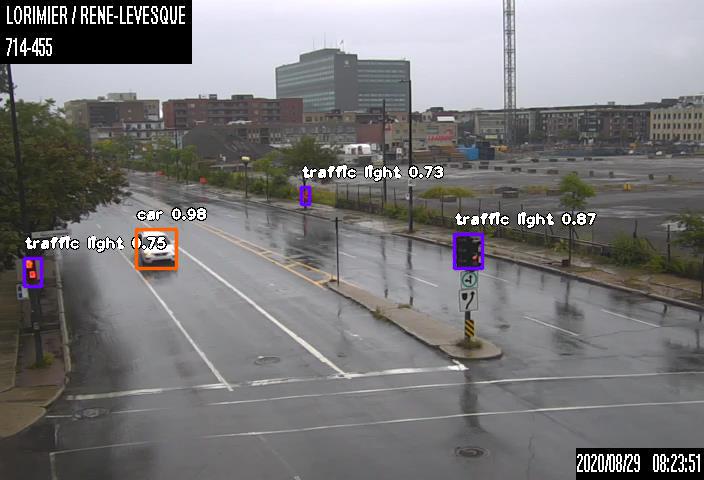 LORIMIER / RENE-LEVESQUE
714-455
traffic light 0.73
car 0.98
traffic light 0.87
traffic light 0.75
2020/08/29 08:23:51